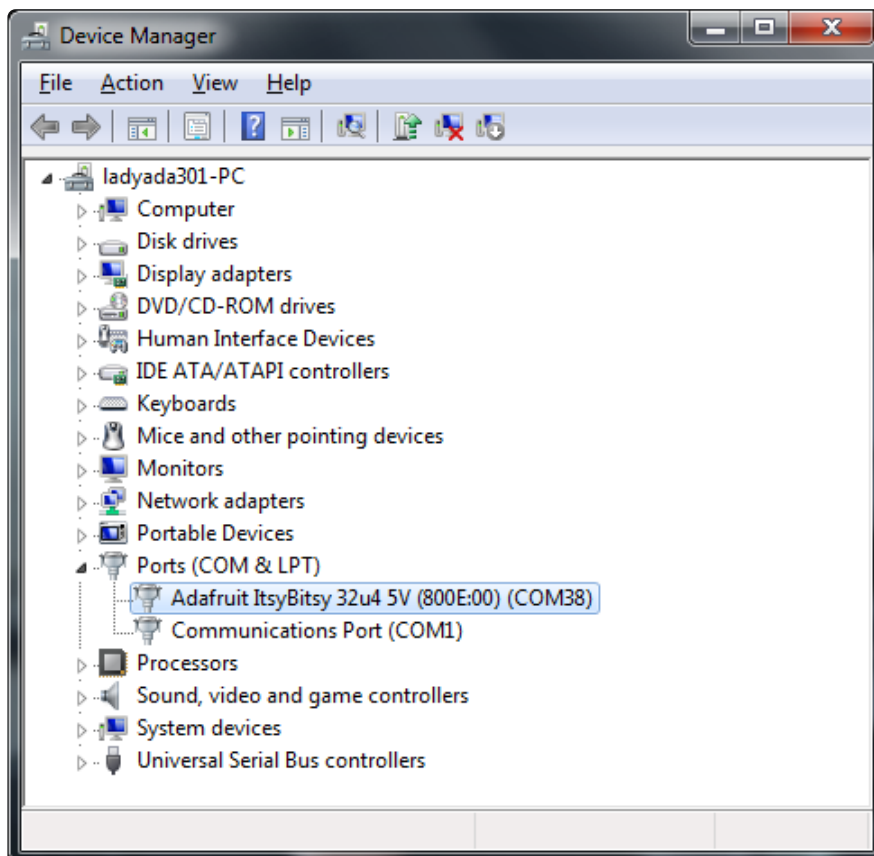 Device Manager
File Action View Help
ladyada301-PC
Computer
Disk drives
Display adapters
DVD/CD-ROM drives
Human Interface Devices
IDE ATA/ATAPI controllers
Keyboards
Mice and other pointing devices
Monitors
Network adapters
Portable Devices
Ports (COM & LPT)
Adafruit ItsyBitsy 32u4 5V (800E:00) (COM38)
Communications Port (COM1)
Processors
Sound, video and game controllers
System devices
Universal Serial Bus controllers